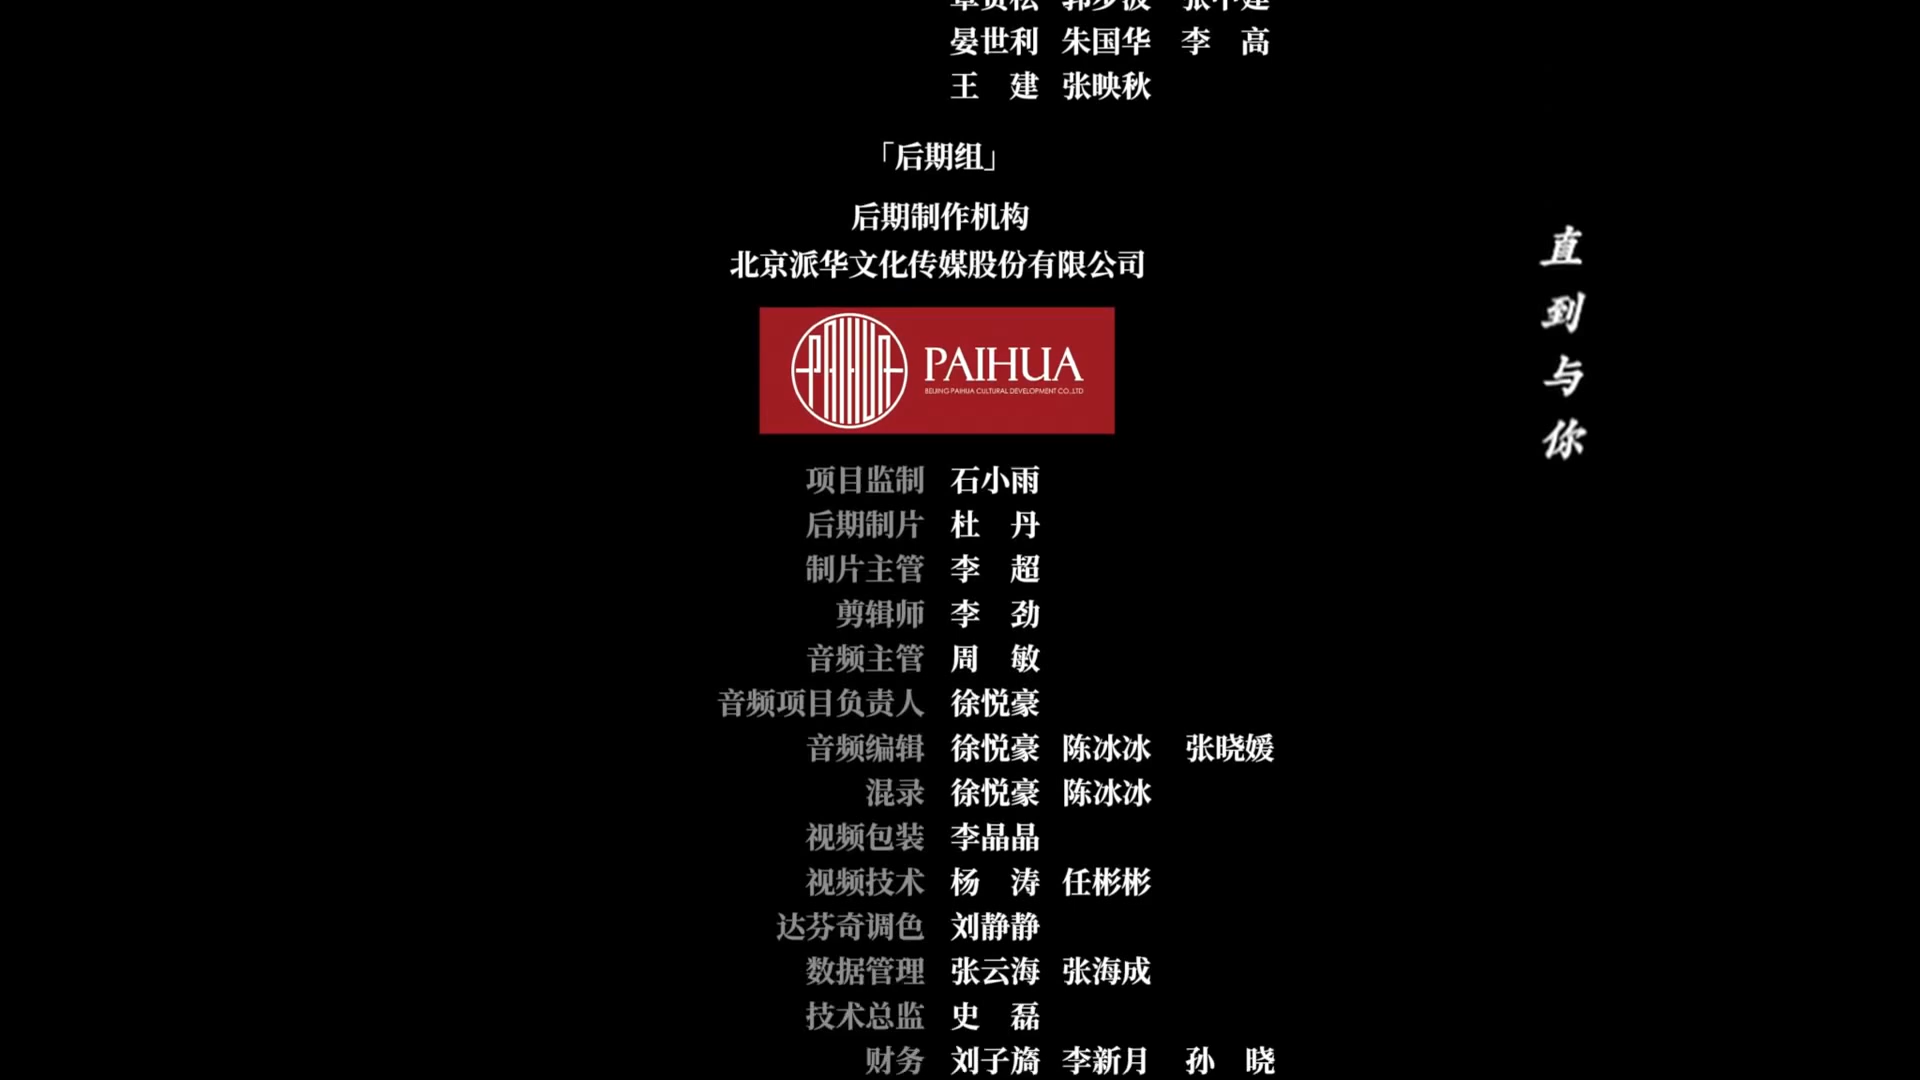 晏世利 朱国华 李 高
王 建 张映秋
「后期组」
后期制作机构
北京派华文化传媒股份有限公司
PAIHUA
BEIJING PAIHUA CULTURAL DEVELOPMENT CO.,LTD
项目监制 石小雨
后期制片 杜 丹
制片主管 李 超
剪辑师 李 劲
音频主管 周 敏
音频项目负责人 徐悦豪
音频编辑 徐悦豪 陈冰冰 张晓媛
混录 徐悦豪 陈冰冰
视频包装 李晶晶
视频技术 杨 涛 任彬彬
达芬奇调色 刘静静
数据管理 张云海 张海成
技术总监 史 磊
财务 刘子旖 李新月 孙 晓
直到与你